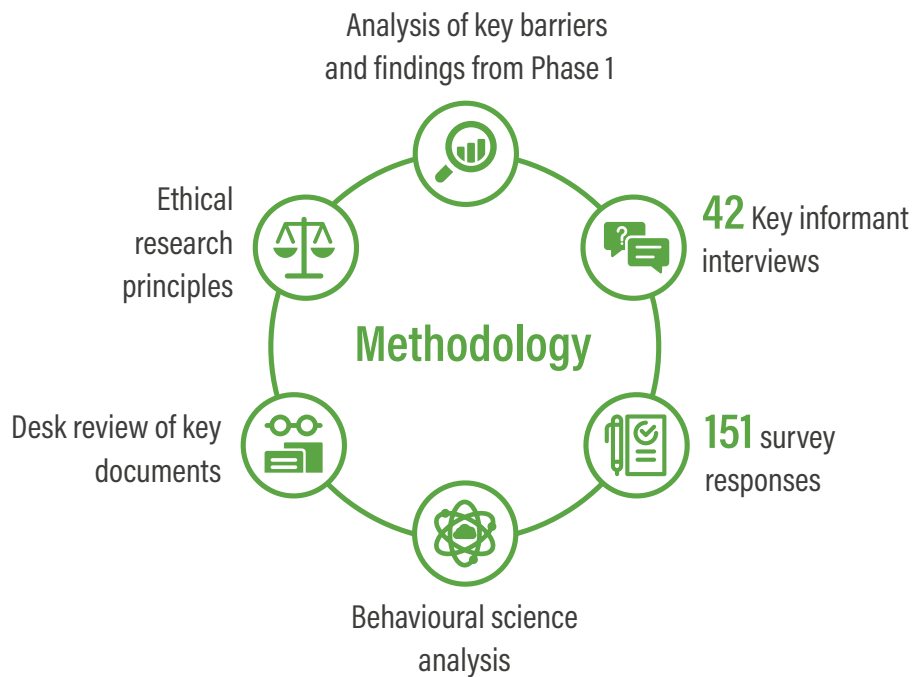 Analysis of key barriers
and findings from Phase 1
42 Key informant
interviews
151 survey
responses
Behavioural science
analysis
Desk review of key
documents
Ethical
research
principles
Methodology
?